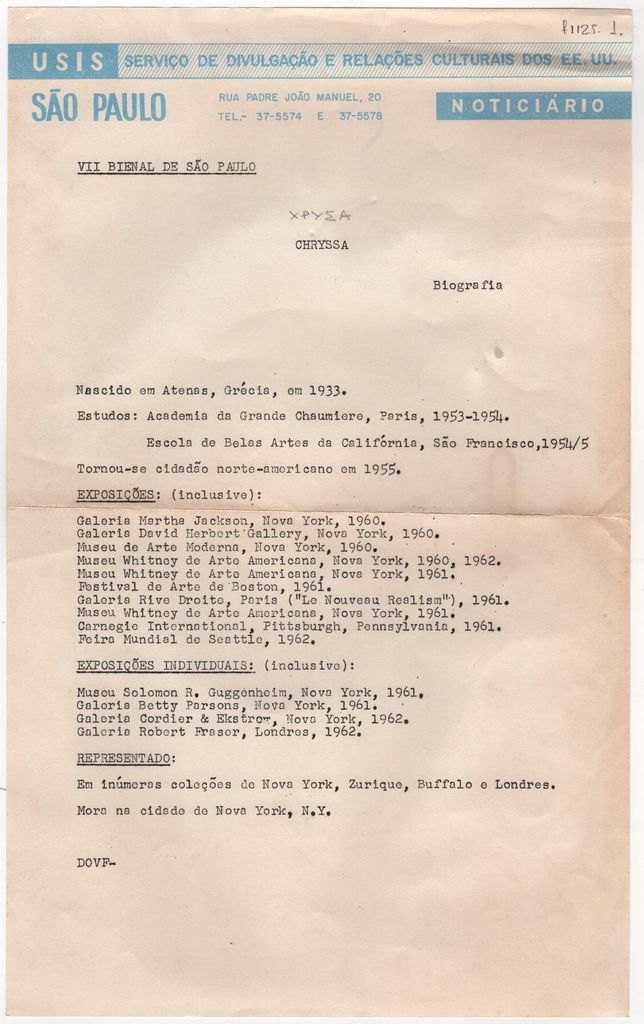 P1125. 1.
USIS SERVIÇO DE DIVULGAÇÃO E RELAÇÕES CULTURAIS DOS EE. UU.
SÃO PAULO
RUA PADRE JOÃO MANUEL, 20
TEL.- 37-5574 E 37-5578
NOTICIÁRIO
VII BIENAL DE SÃO PAULO
ΧΡΥΣΑ
CHRYSSA
Biografia
Nascido em Atenas, Grécia, em 1933.
Estudos: Academia da Grande Chaumiere, Paris, 1953-1954.
Escola de Belas Artes da Califórnia, São Francisco,1954/5
Tornou-se cidadão norte-americano em 1955.
EXPOSIÇÕES: (inclusive):
Galeria Martha Jackson, Nova York, 1960.
Galeria David Herbert Gallery, Nova York, 1960.
Museu de Arte Moderna, Nova York, 1960.
Museu Whitney de Arte Americana, Nova York, 1960, 1962.
Museu Whitney de Arte Americana, Nova York, 1961.
Festival de Arte de Boston, 1961.
Galeria Rive Droite, Paris ("Le Nouveau Realism"), 1961.
Museu Whitney de Arte Americana, Nova York, 1961.
Carnegie International, Pittsburgh, Pennsylvania, 1961.
Feira Mundial de Seattle, 1962.
EXPOSIÇÕES INDIVIDUAIS: (inclusive):
Museu Solomon R. Guggenheim, Nova York, 1961.
Galeria Betty Parsons, Nova York, 1961.
Galeria Cordier & Ekstrow, Nova York, 1962.
Galeria Robert Fraser, Londres, 1962.
REPRESENTADO:
Em inúmeras coleções de Nova York, Zurique, Buffalo e Londres.
Mora na cidade de Nova York, N.Y.
DOVF-